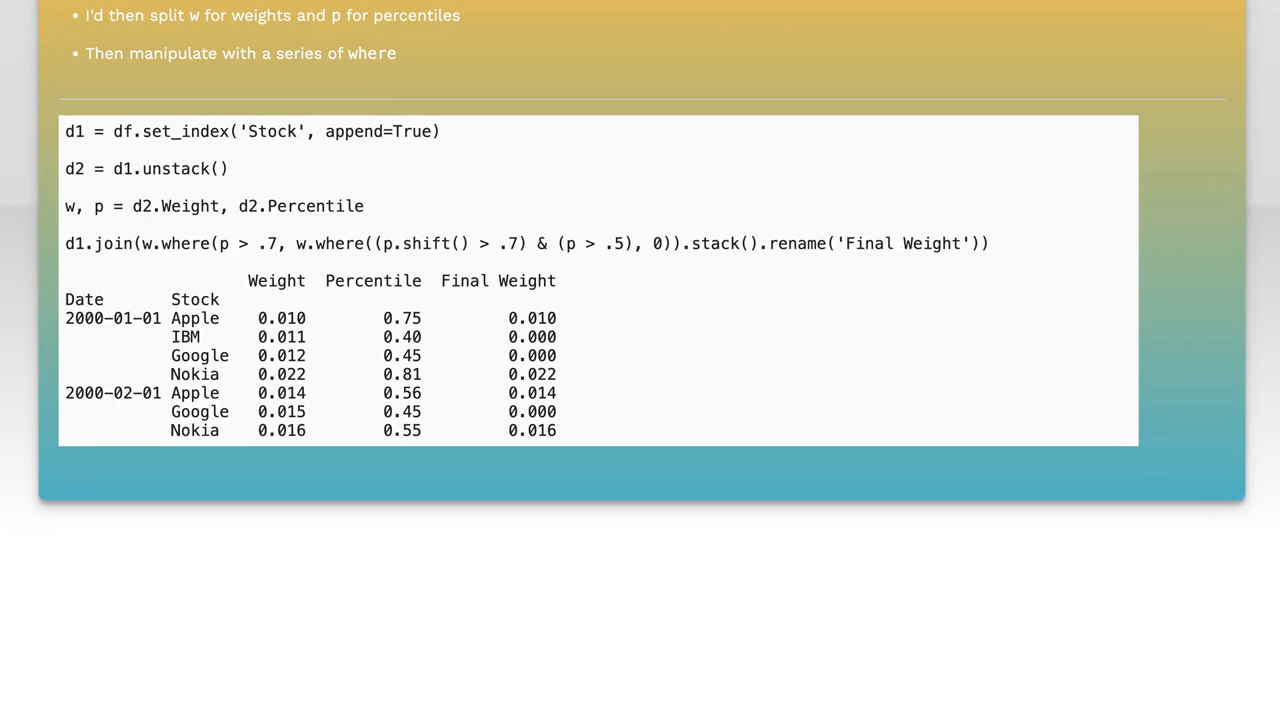 • I'd then split w for weights and p for percentiles
• Then manipulate with a series of where
d1 = df.set_index('Stock', append=True)
d2 = d1.unstack()
w, p = d2.Weight, d2.Percentile
d1.join(w.where(p > .7, w.where((p.shift() > .7) & (p > .5), 0)).stack().rename('Final Weight'))
Weight Percentile Final Weight
Date Stock
2000-01-01 Apple 0.010 0.75 0.010
IBM 0.011 0.40 0.000
Google 0.012 0.45 0.000
Nokia 0.022 0.81 0.022
2000-02-01 Apple 0.014 0.56 0.014
Google 0.015 0.45 0.000
Nokia 0.016 0.55 0.016